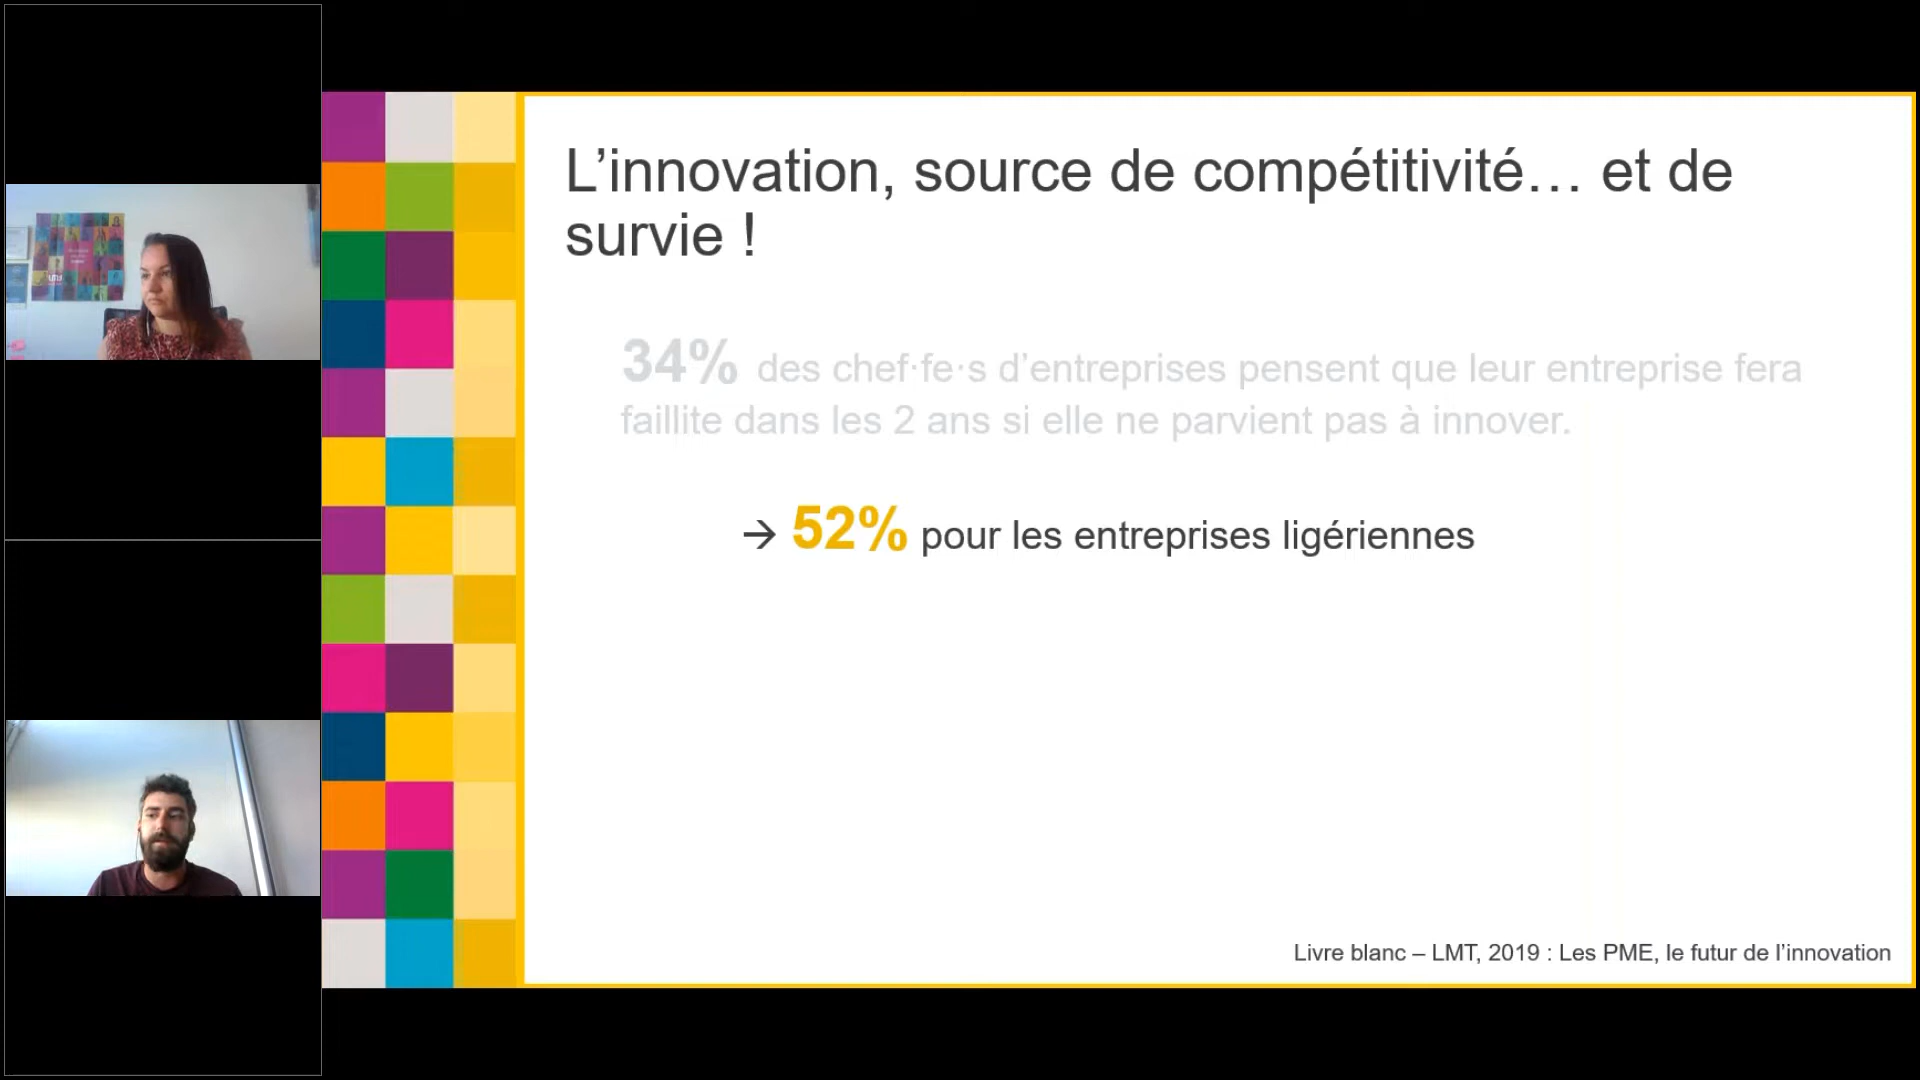 L’innovation, source de compétitivité… et de
survie !
34% des chef·fe·s d’entreprises pensent que leur entreprise fera
faillite dans les 2 ans si elle ne parvient pas à innover.
→ 52% pour les entreprises ligériennes
Livre blanc – LMT, 2019 : Les PME, le futur de l’innovation